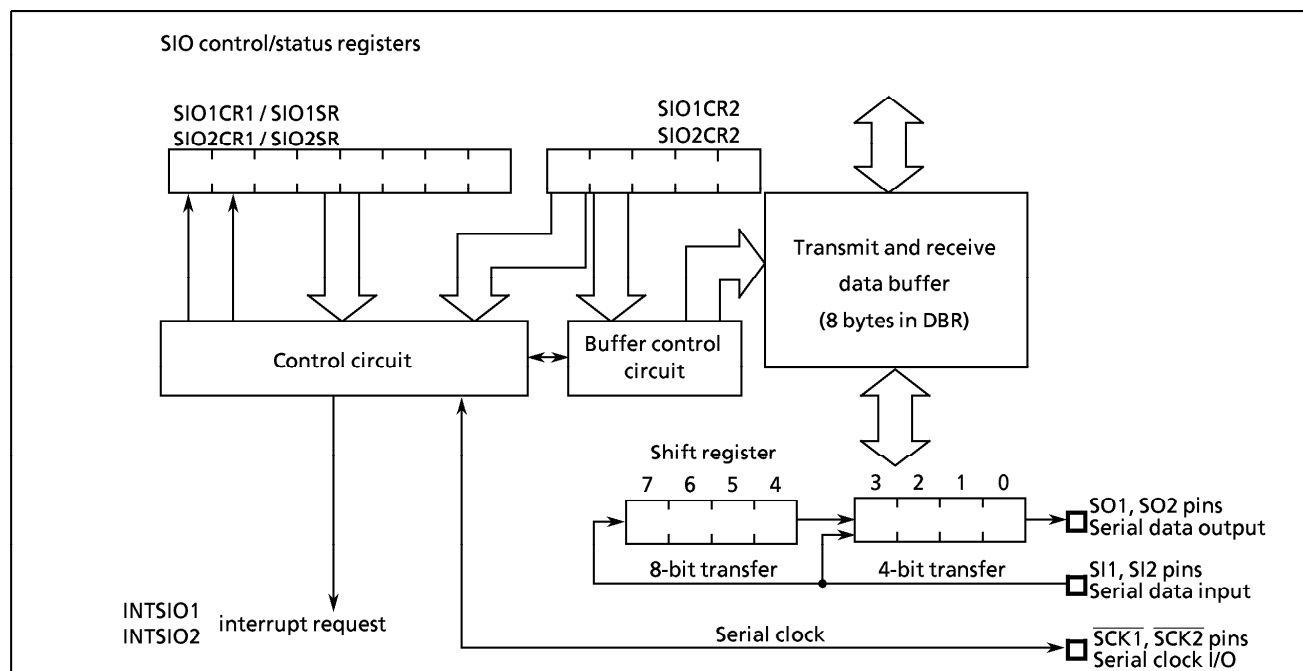 SIO control/status registers
SIO1CR1 / SIO1SR
SIO2CR1 / SIO2SR
SIO1CR2
SIO2CR2
Transmit and receive
data buffer
(8 bytes in DBR)
Control circuit
Buffer control
circuit
Shift register
7 6 5 4
3 2 1 0
SO1, SO2 pins
Serial data output
8-bit transfer
4-bit transfer
SI1, SI2 pins
Serial data input
INTSIO1
INTSIO2
interrupt request
Serial clock
SCK1, SCK2 pins
Serial clock I/O